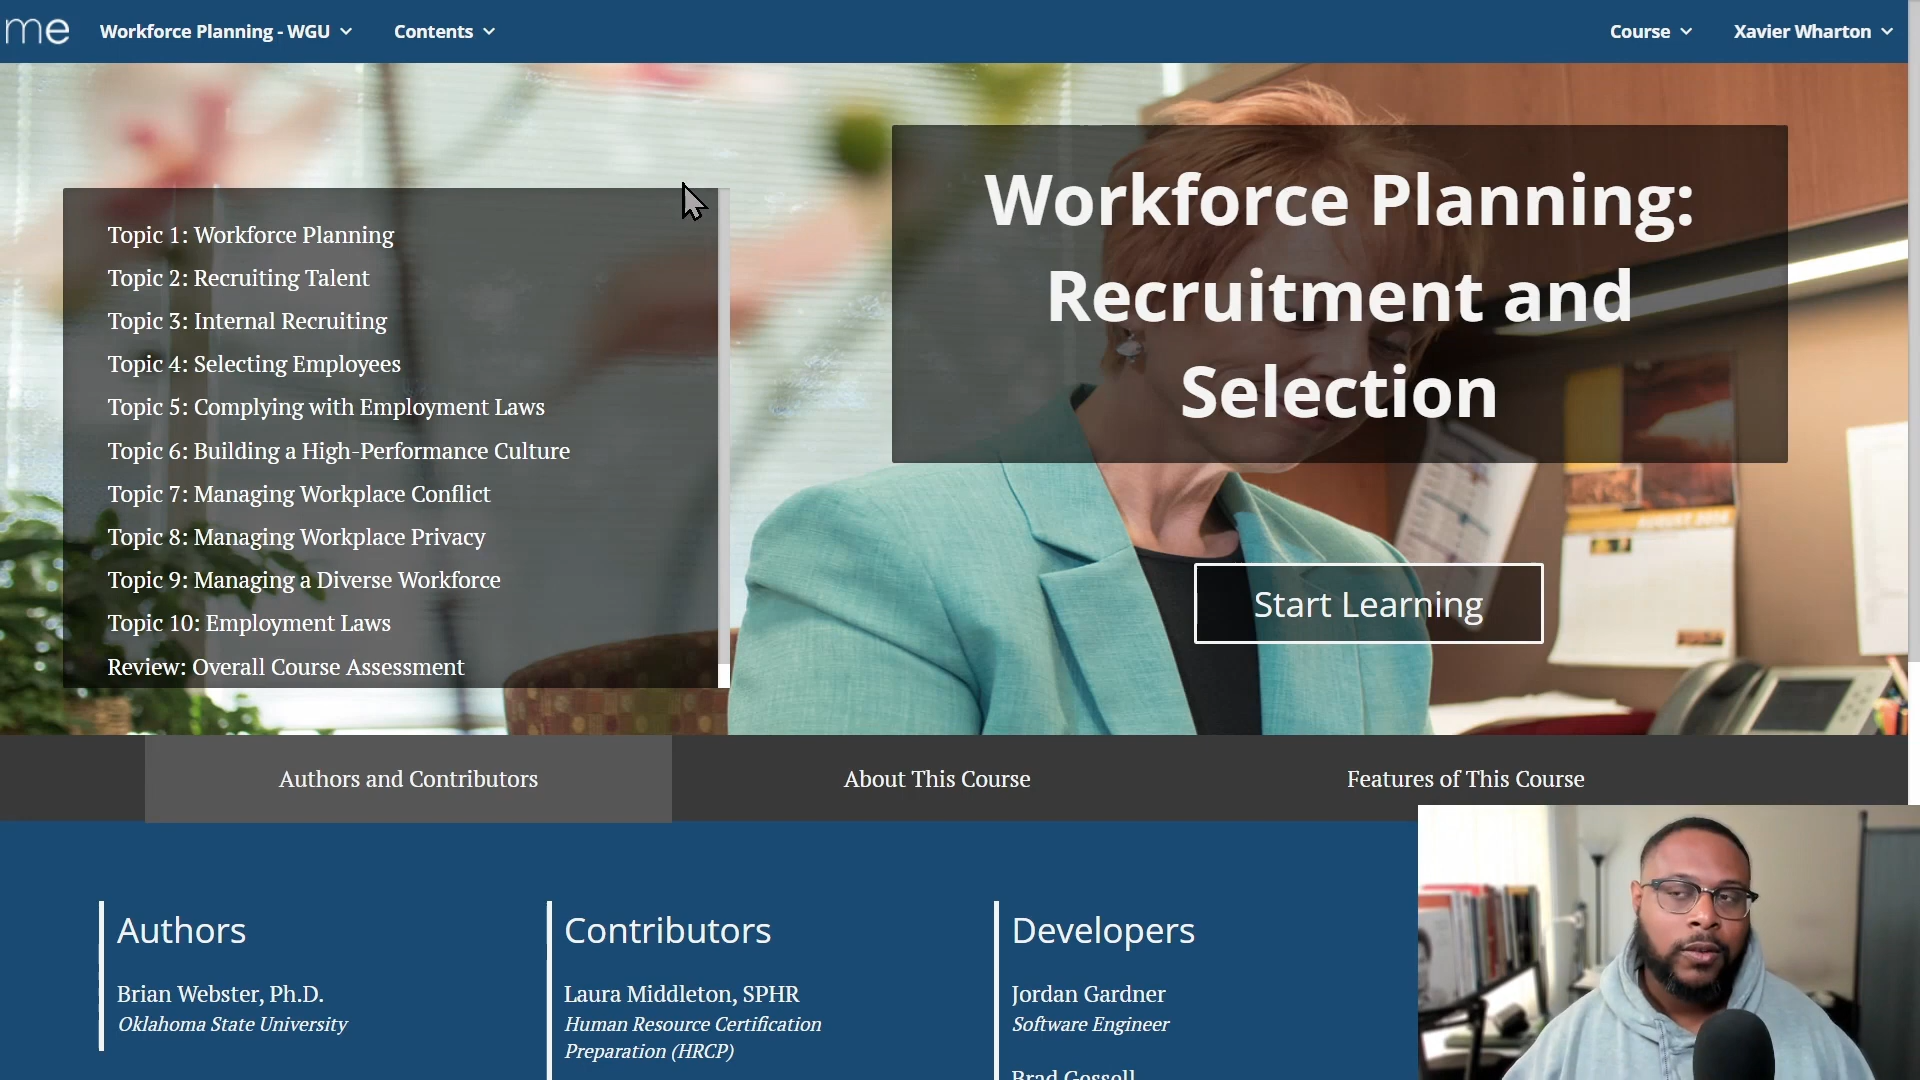 me
Workforce Planning - WGU
Contents
Course
Xavier Wharton
Workforce Planning:
Recruitment and
Selection
Topic 1: Workforce Planning
Topic 2: Recruiting Talent
Topic 3: Internal Recruiting
Topic 4: Selecting Employees
Topic 5: Complying with Employment Laws
Topic 6: Building a High-Performance Culture
Topic 7: Managing Workplace Conflict
Topic 8: Managing Workplace Privacy
Topic 9: Managing a Diverse Workforce
Topic 10: Employment Laws
Review: Overall Course Assessment
Start Learning
Authors and Contributors
About This Course
Features of This Course
Authors
Brian Webster, Ph.D.
Oklahoma State University
Contributors
Laura Middleton, SPHR
Human Resource Certification
Preparation (HRCP)
Developers
Jordan Gardner
Software Engineer